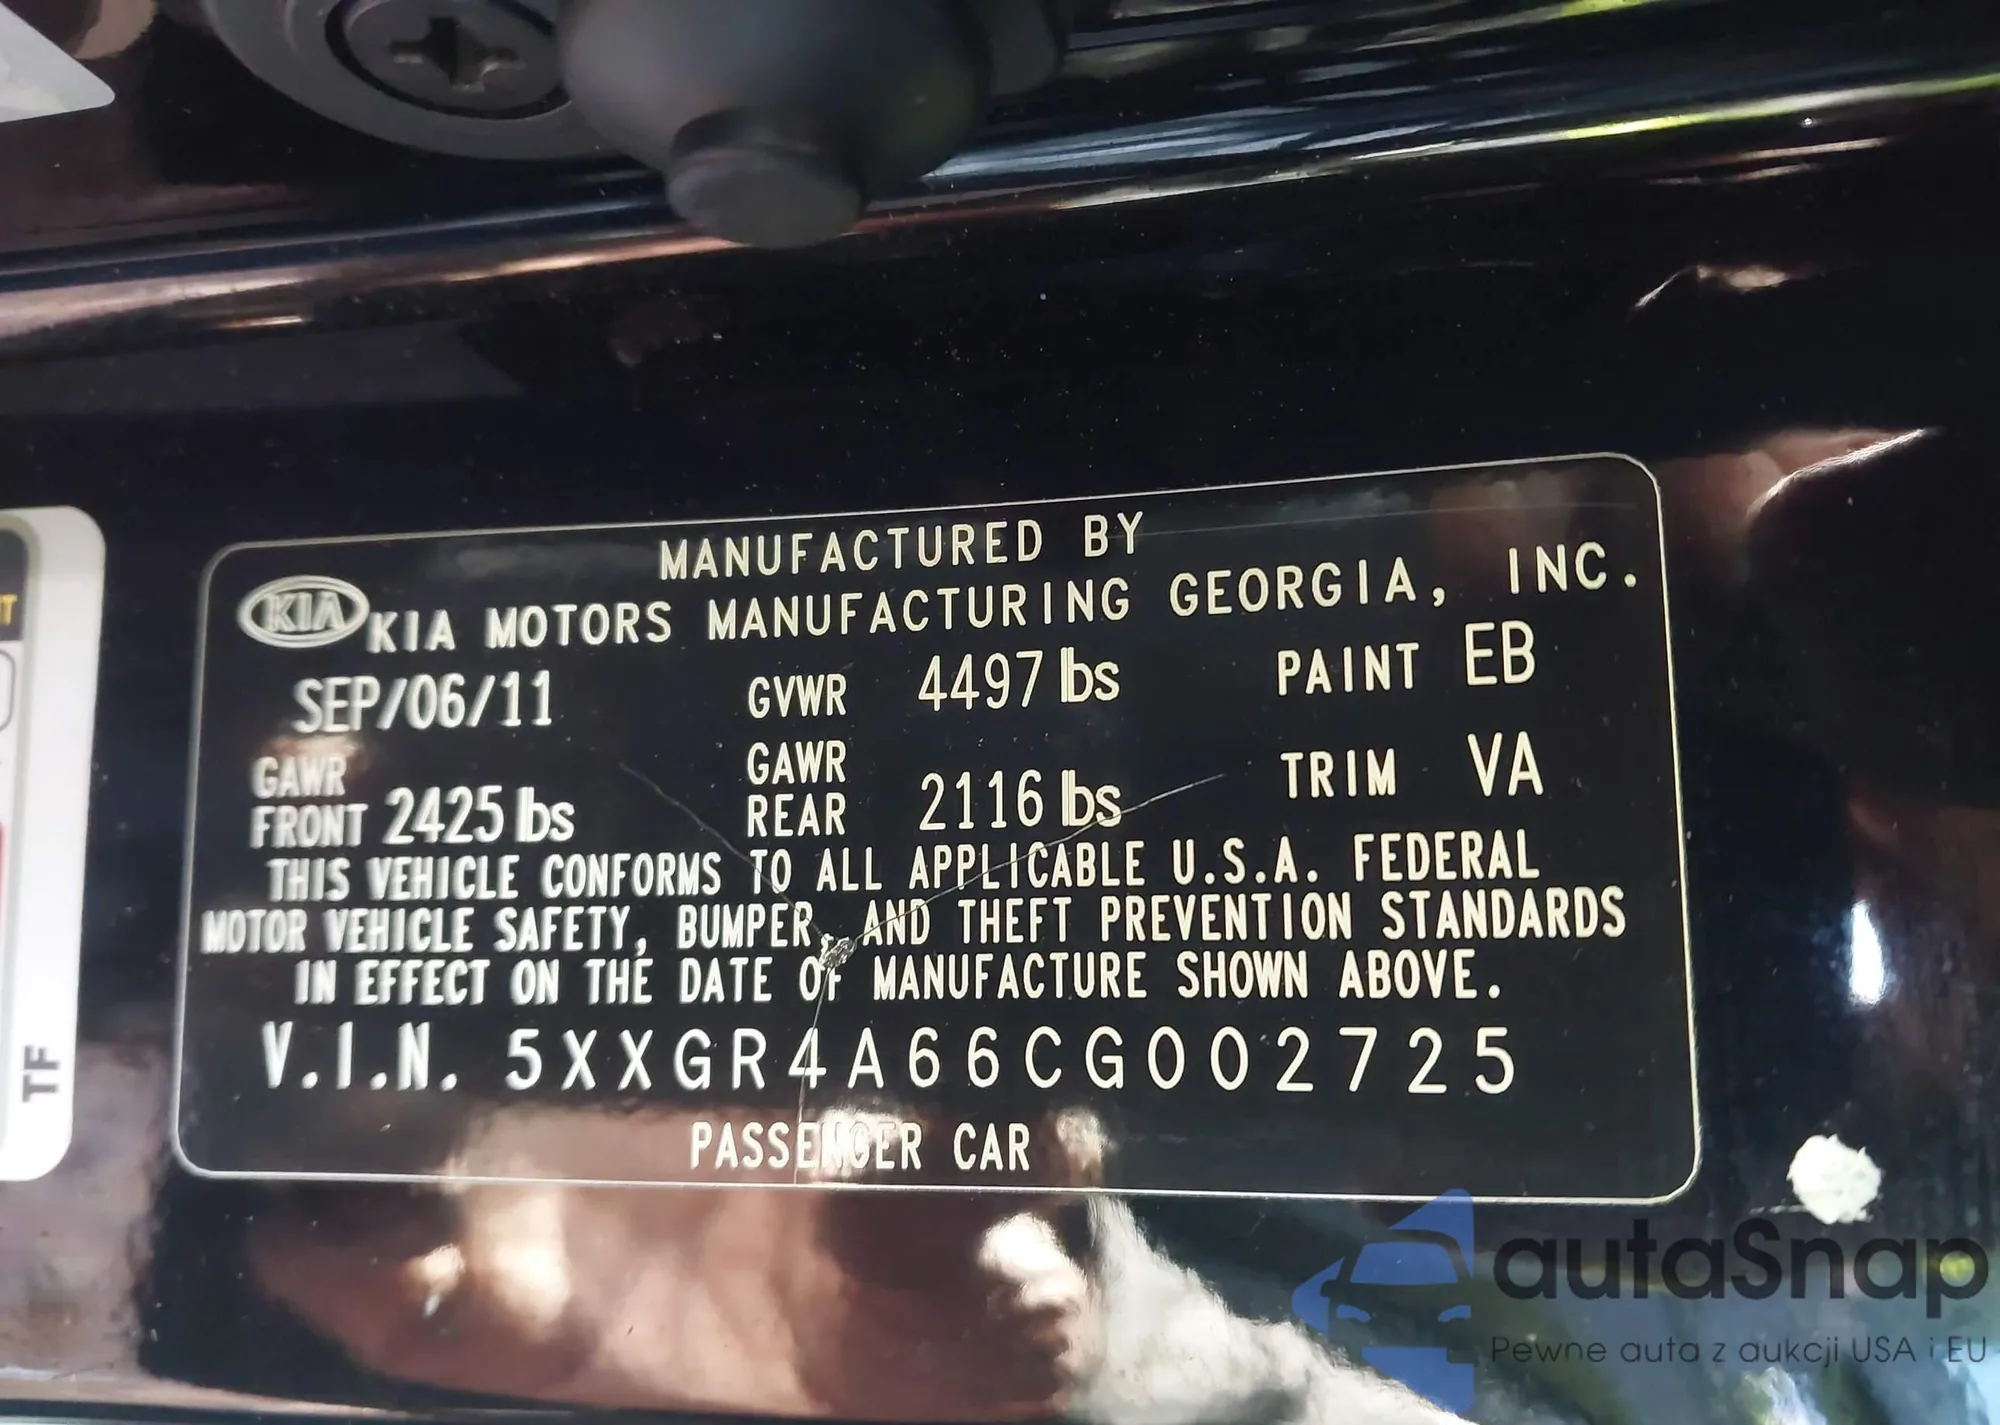 MANUFACTURED BY
KIA KIA MOTORS MANUFACTURING GEORGIA, INC.
SEP/06/11 GVWR 4497 lbs PAINT EB
GAWR FRONT 2425 lbs GAWR REAR 2116 lbs TRIM VA
THIS VEHICLE CONFORMS TO ALL APPLICABLE U.S.A. FEDERAL
MOTOR VEHICLE SAFETY, BUMPER, AND THEFT PREVENTION STANDARDS
IN EFFECT ON THE DATE OF MANUFACTURE SHOWN ABOVE.
V.I.N. 5XXGR4A66CG002725
PASSENGER CAR
TF
autaSnap
Pewne auta z aukcji USA i EU